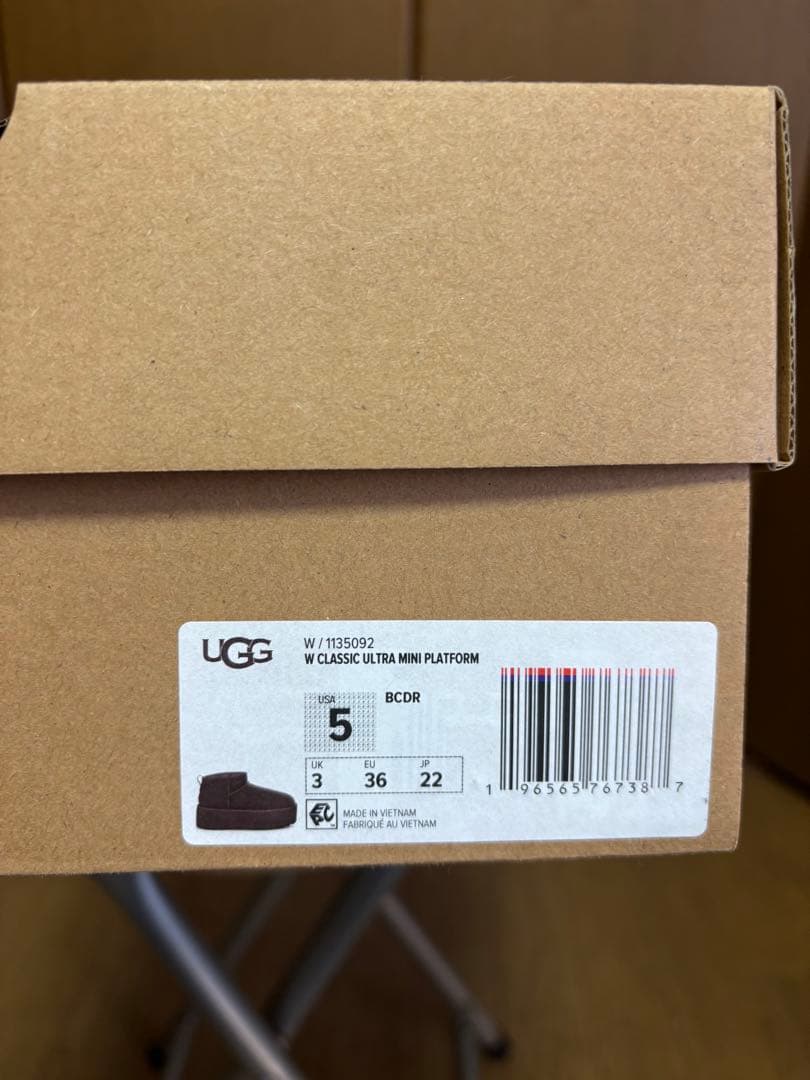 UGG
W / 1135092
W CLASSIC ULTRA MINI PLATFORM
USA
5
BCDR
UK EU JP
3 36 22
MADE IN VIETNAM
FABRIQUÉ AU VIETNAM
1 96565 76738 7